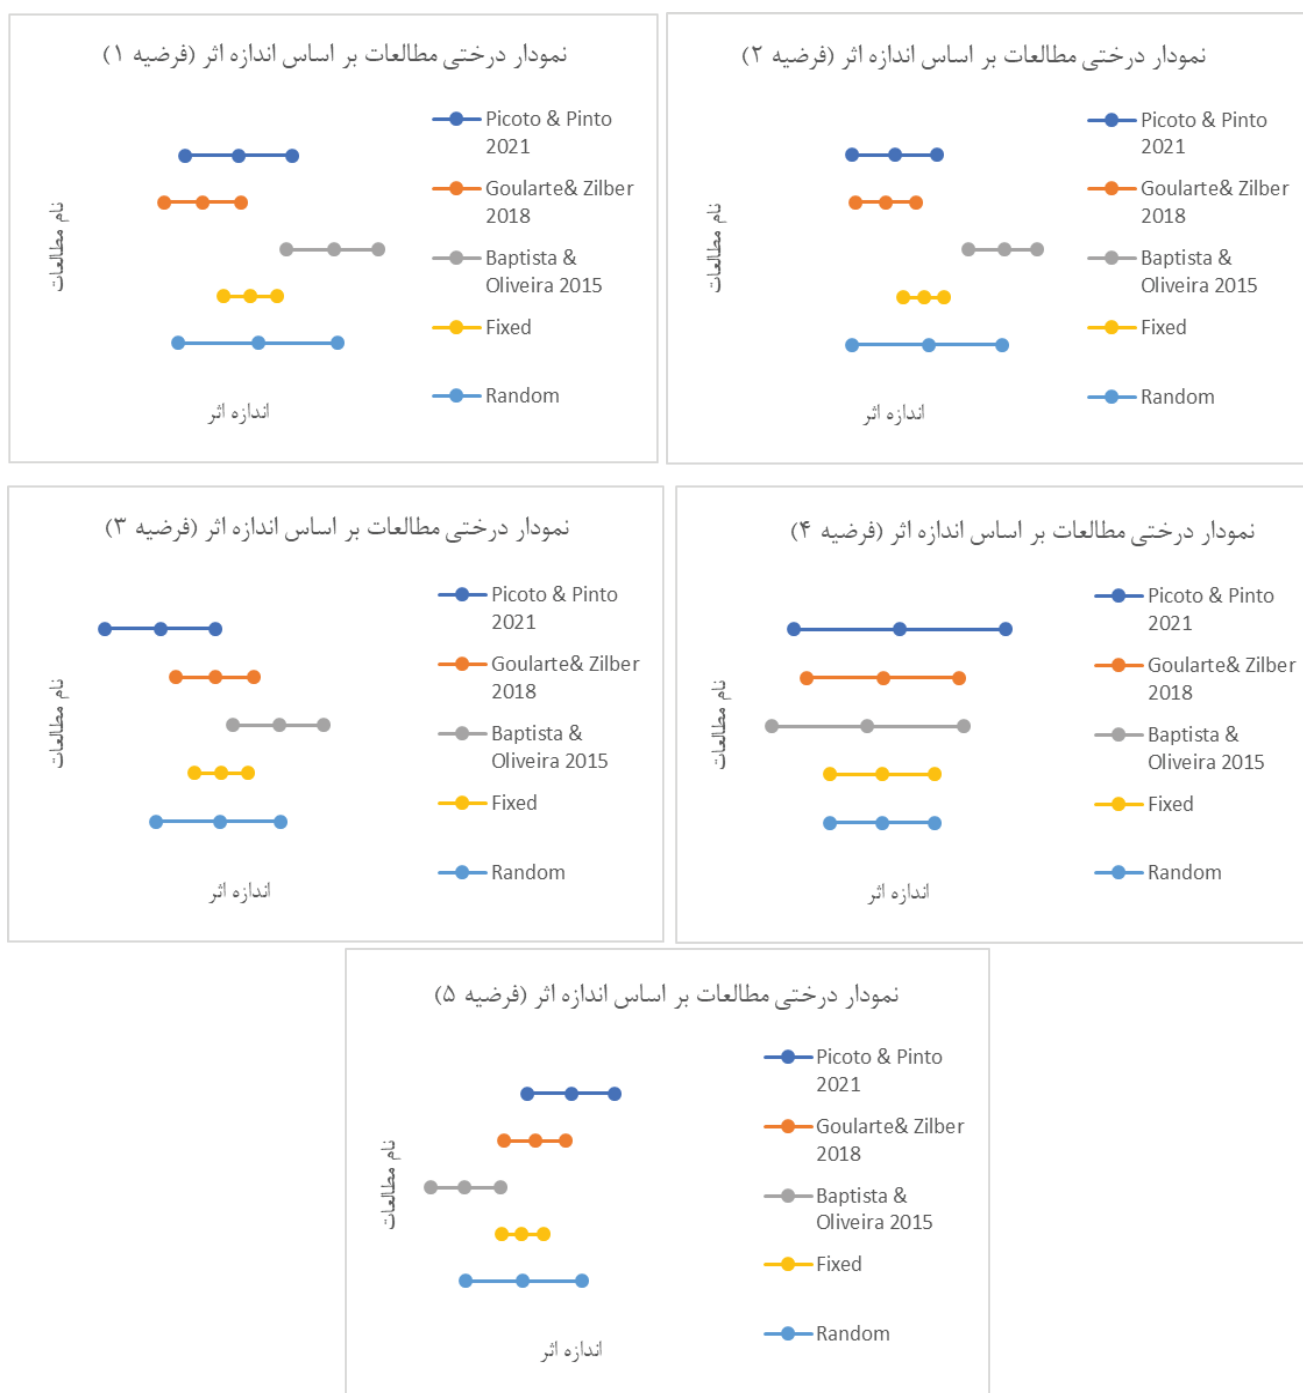 نمودار درختی مطالعات بر اساس اندازه اثر (فرضیه ۱)
نام مطالعات
Picoto & Pinto
2021
Goularte& Zilber
2018
Baptista &
Oliveira 2015
Fixed
Random
اندازه اثر
نمودار درختی مطالعات بر اساس اندازه اثر (فرضیه ۲)
نام مطالعات
Picoto & Pinto
2021
Goularte& Zilber
2018
Baptista &
Oliveira 2015
Fixed
Random
اندازه اثر
نمودار درختی مطالعات بر اساس اندازه اثر (فرضیه ۳)
نام مطالعات
Picoto & Pinto
2021
Goularte& Zilber
2018
Baptista &
Oliveira 2015
Fixed
Random
اندازه اثر
نمودار درختی مطالعات بر اساس اندازه اثر (فرضیه ۴)
نام مطالعات
Picoto & Pinto
2021
Goularte& Zilber
2018
Baptista &
Oliveira 2015
Fixed
Random
اندازه اثر
نمودار درختی مطالعات بر اساس اندازه اثر (فرضیه ۵)
نام مطالعات
Picoto & Pinto
2021
Goularte& Zilber
2018
Baptista &
Oliveira 2015
Fixed
Random
اندازه اثر